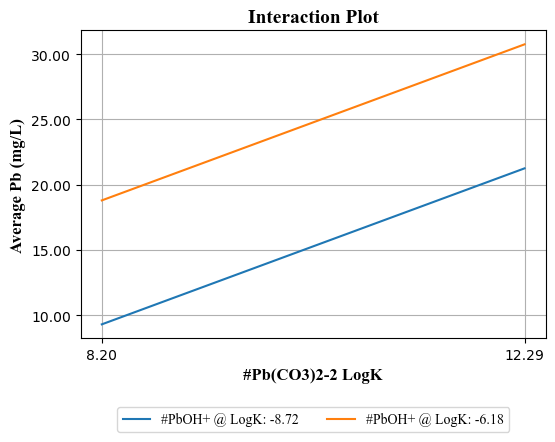 Interaction Plot
Average Pb (mg/L)
30.00
25.00
20.00
15.00
10.00
8.20 12.29
#Pb(CO3)2-2 LogK
#PbOH+ @ LogK: -8.72 #PbOH+ @ LogK: -6.18